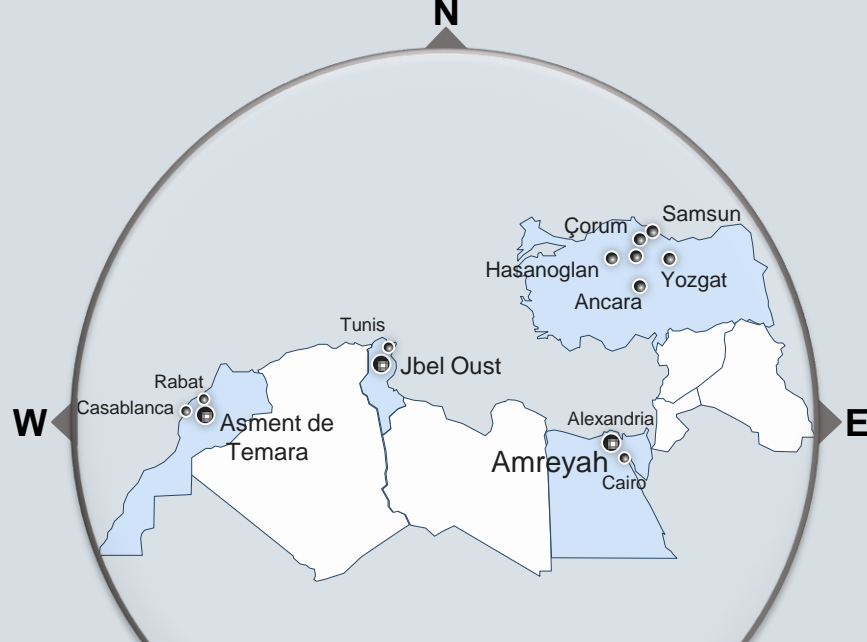 N
Samsun
Çorum
Hasanoglan
Yozgat
Ancara
Tunis
Jbel Oust
Rabat
Casablanca
W
E
Asment de
Temara
Alexandria
Amreyah
Cairo